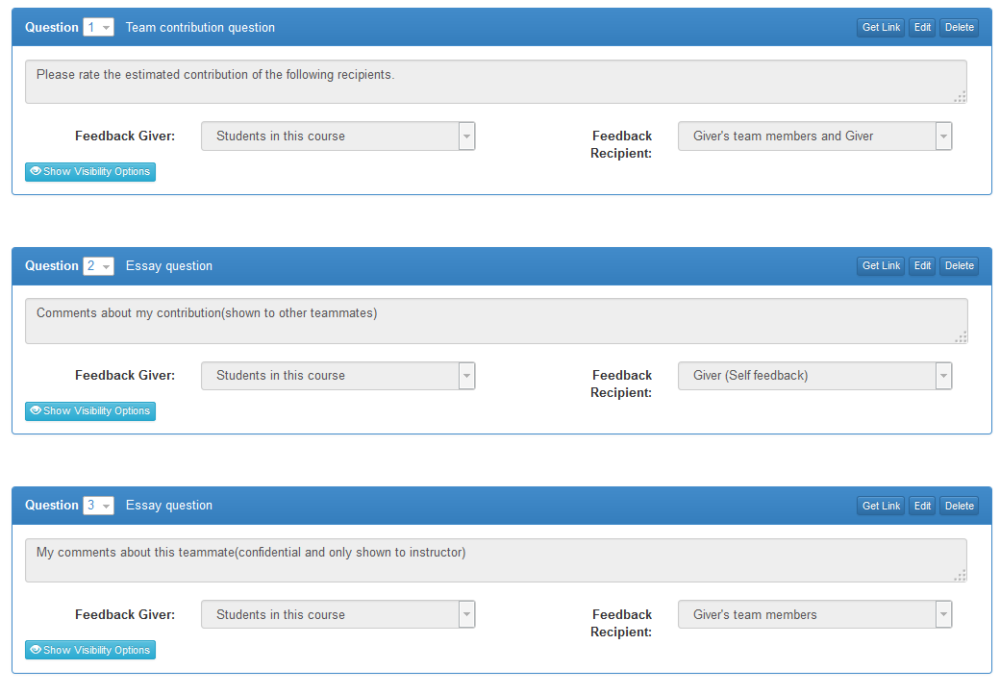 Question 1 Team contribution question Get Link Edit Delete
Please rate the estimated contribution of the following recipients.
Feedback Giver: Students in this course Feedback Giver's team members and Giver
Recipient:
Show Visibility Options
Question 2 Essay question Get Link Edit Delete
Comments about my contribution(shown to other teammates)
Feedback Giver: Students in this course Feedback Giver (Self feedback)
Recipient:
Show Visibility Options
Question 3 Essay question Get Link Edit Delete
My comments about this teammate(confidential and only shown to instructor)
Feedback Giver: Students in this course Feedback Giver's team members
Recipient:
Show Visibility Options